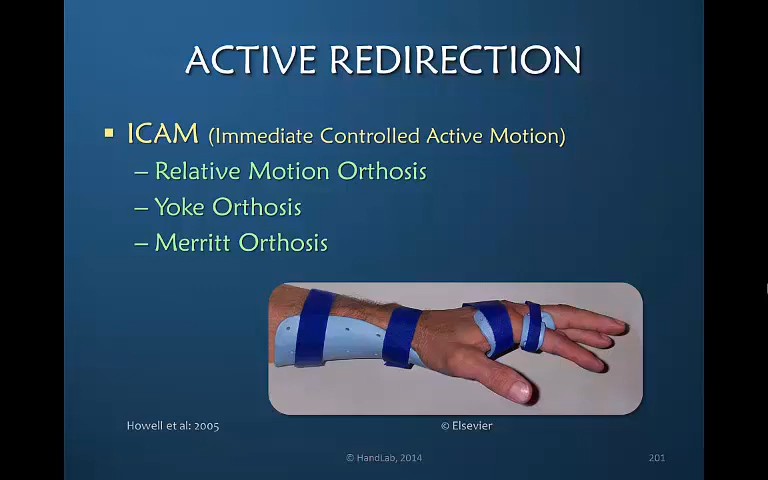 ACTIVE REDIRECTION
▪ ICAM (Immediate Controlled Active Motion)
– Relative Motion Orthosis
– Yoke Orthosis
– Merritt Orthosis
Howell et al: 2005
© Elsevier
© HandLab, 2014
201